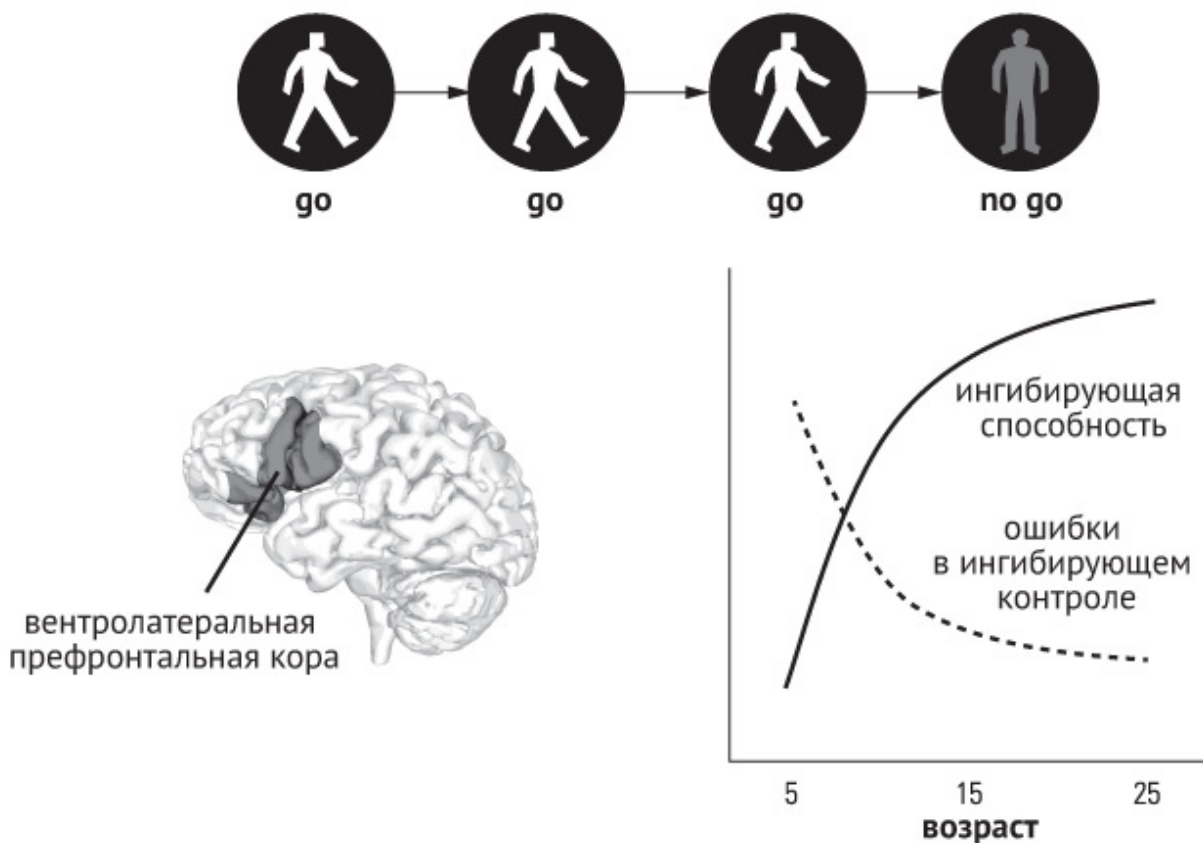 go
go
go
no go
вентролатеральная
префронтальная кора
ингибирующая
способность
ошибки
в ингибирующем
контроле
5
15
25
возраст